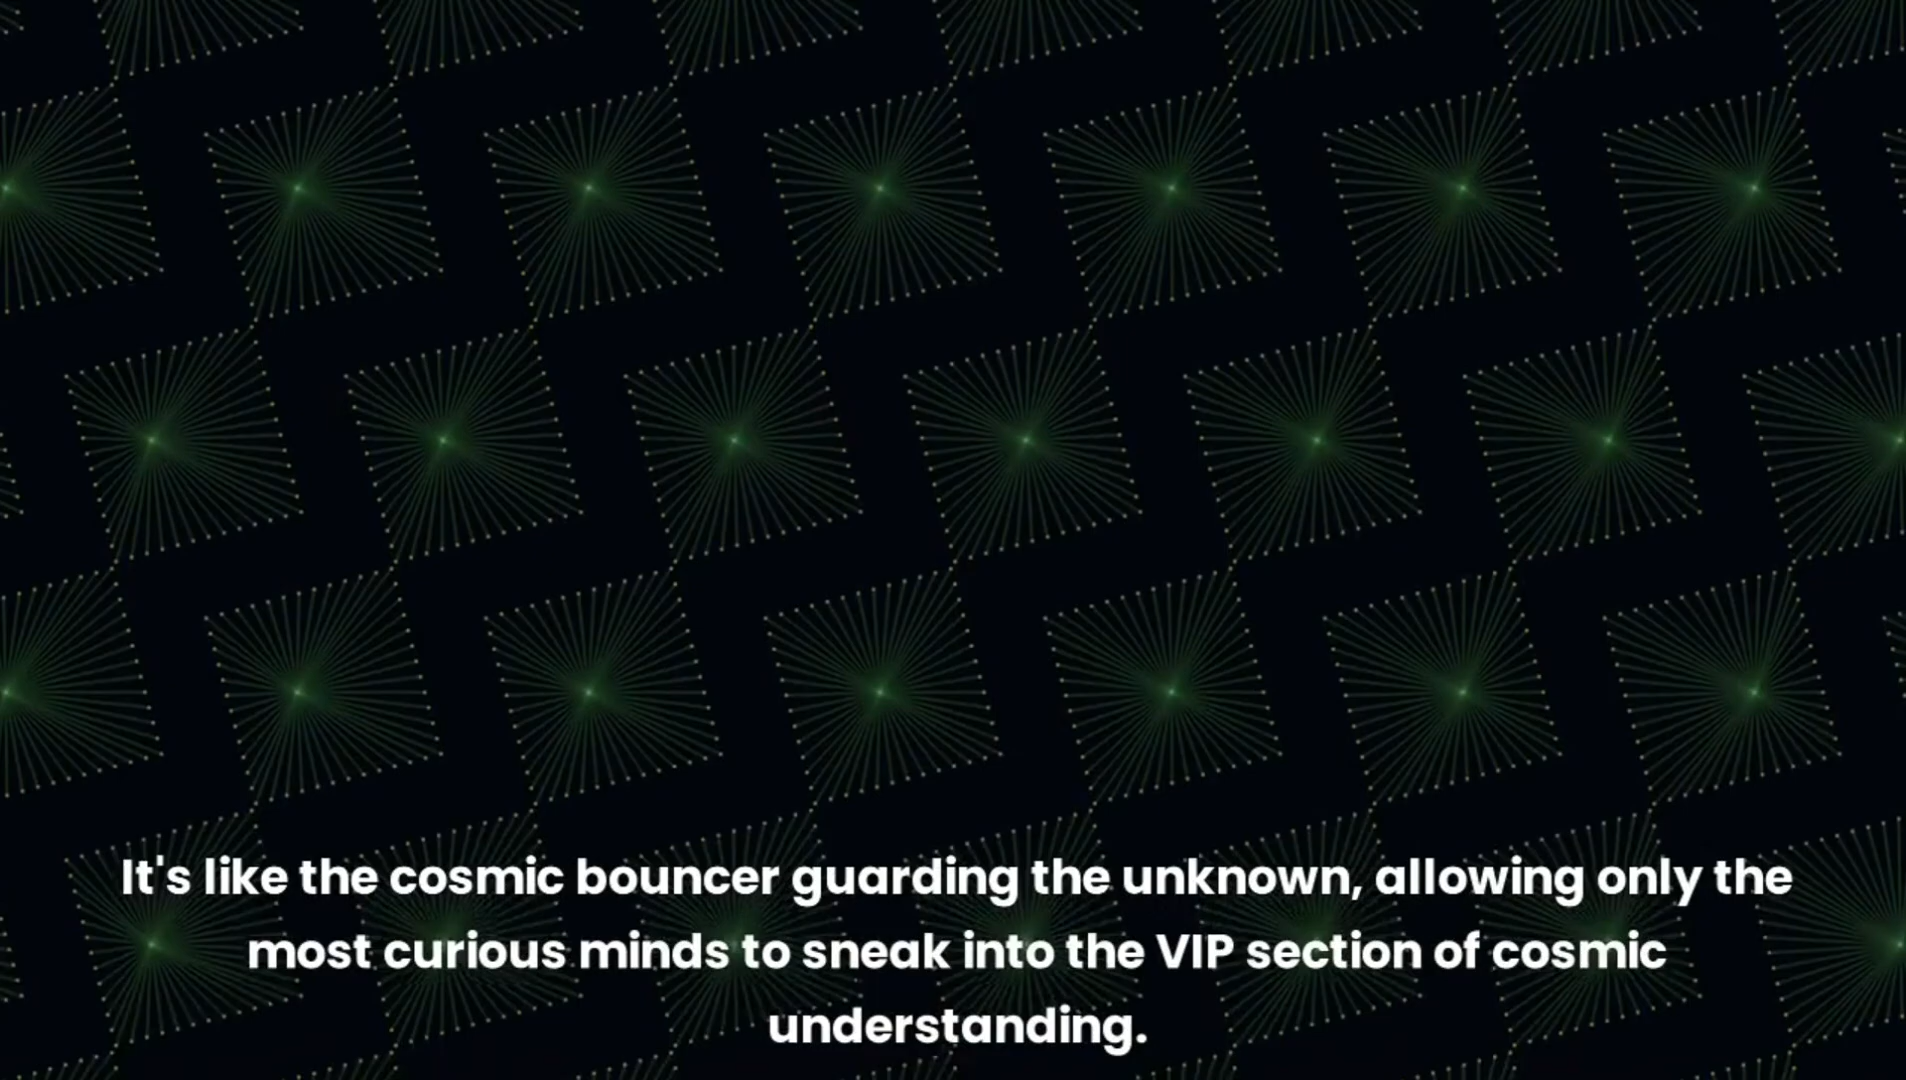 It's like the cosmic bouncer guarding the unknown, allowing only the
most curious minds to sneak into the VIP section of cosmic
understanding.